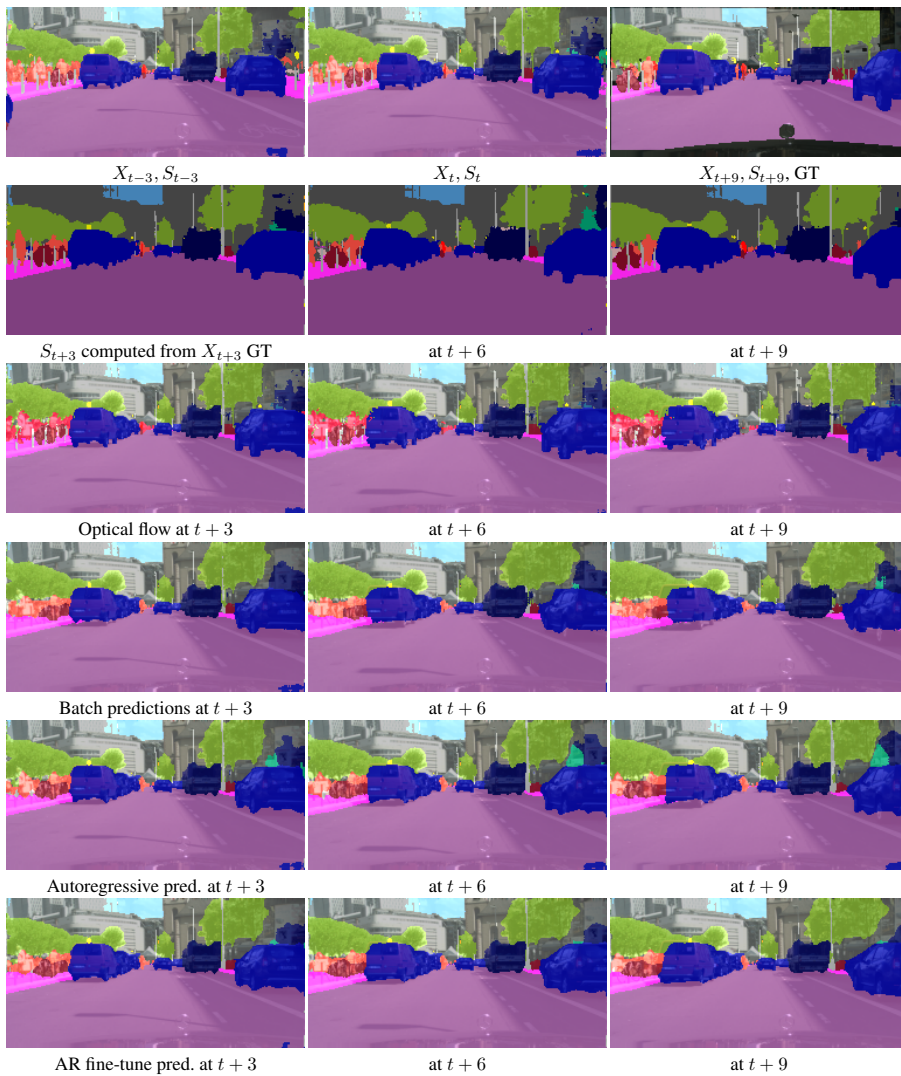 X_{t−3}, S_{t−3} X_t, S_t X_{t+9}, S_{t+9}, GT
S_{t+3} computed from X_{t+3} GT at t + 6 at t + 9
Optical flow at t + 3 at t + 6 at t + 9
Batch predictions at t + 3 at t + 6 at t + 9
Autoregressive pred. at t + 3 at t + 6 at t + 9
AR fine-tune pred. at t + 3 at t + 6 at t + 9